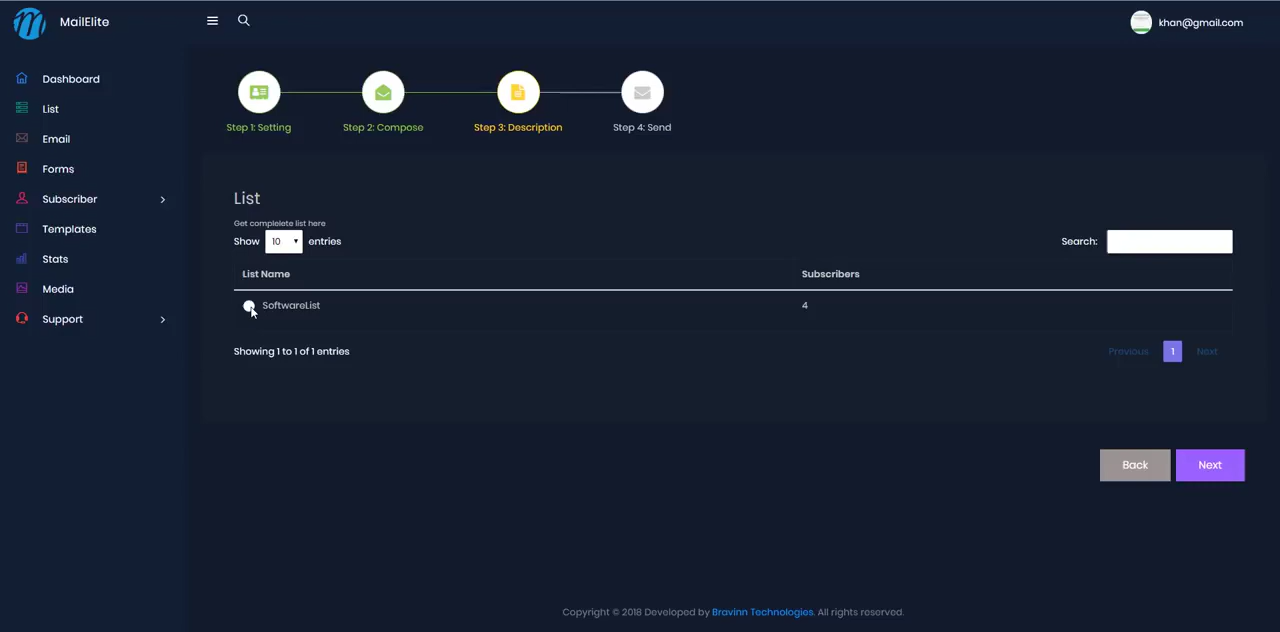 MailElite
khan@gmail.com
Dashboard
List
Email
Forms
Subscriber
Templates
Stats
Media
Support
Step 1: Setting
Step 2: Compose
Step 3: Description
Step 4: Send
List
Get complelete list here
Show 10 entries
Search:
List Name Subscribers
SoftwareList 4
Showing 1 to 1 of 1 entries
Previous 1 Next
Back Next
Copyright © 2018 Developed by Bravinn Technologies. All rights reserved.